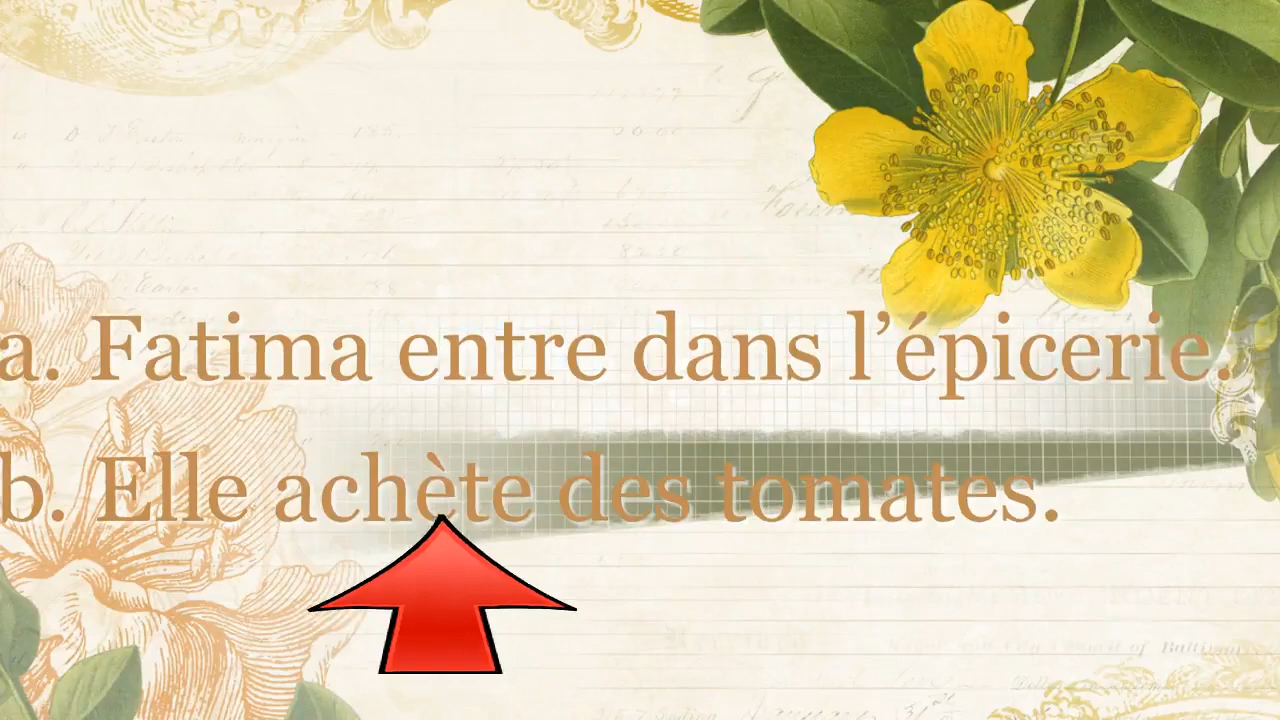 a. Fatima entre dans l’épicerie.
b. Elle achète des tomates.